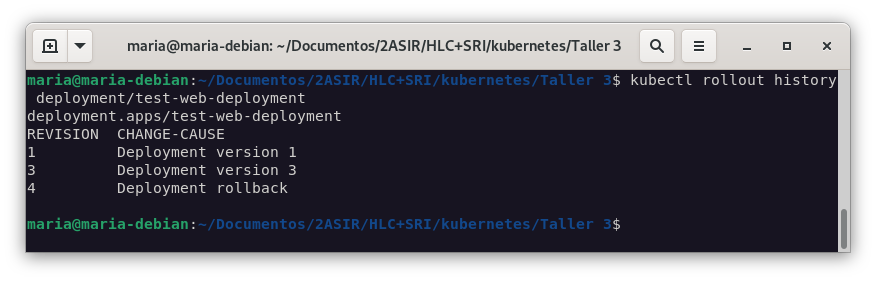 maria@maria-debian: ~/Documentos/2ASIR/HLC+SRI/kubernetes/Taller 3
maria@maria-debian:~/Documentos/2ASIR/HLC+SRI/kubernetes/Taller 3$ kubectl rollout history
 deployment/test-web-deployment
deployment.apps/test-web-deployment
REVISION  CHANGE-CAUSE
1         Deployment version 1
3         Deployment version 3
4         Deployment rollback
maria@maria-debian:~/Documentos/2ASIR/HLC+SRI/kubernetes/Taller 3$